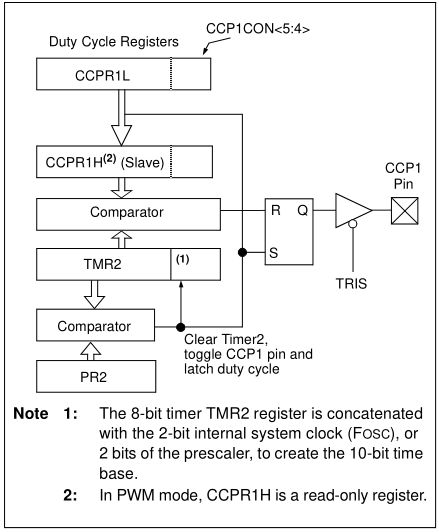 CCP1CON<5:4>
Duty Cycle Registers
CCPR1L
CCPR1H(2) (Slave)
CCP1
Pin
Comparator
R Q
TMR2 (1)
S
TRIS
Comparator
Clear Timer2,
toggle CCP1 pin and
latch duty cycle
PR2
Note 1: The 8-bit timer TMR2 register is concatenated
with the 2-bit internal system clock (FOSC), or
2 bits of the prescaler, to create the 10-bit time
base.
2: In PWM mode, CCPR1H is a read-only register.